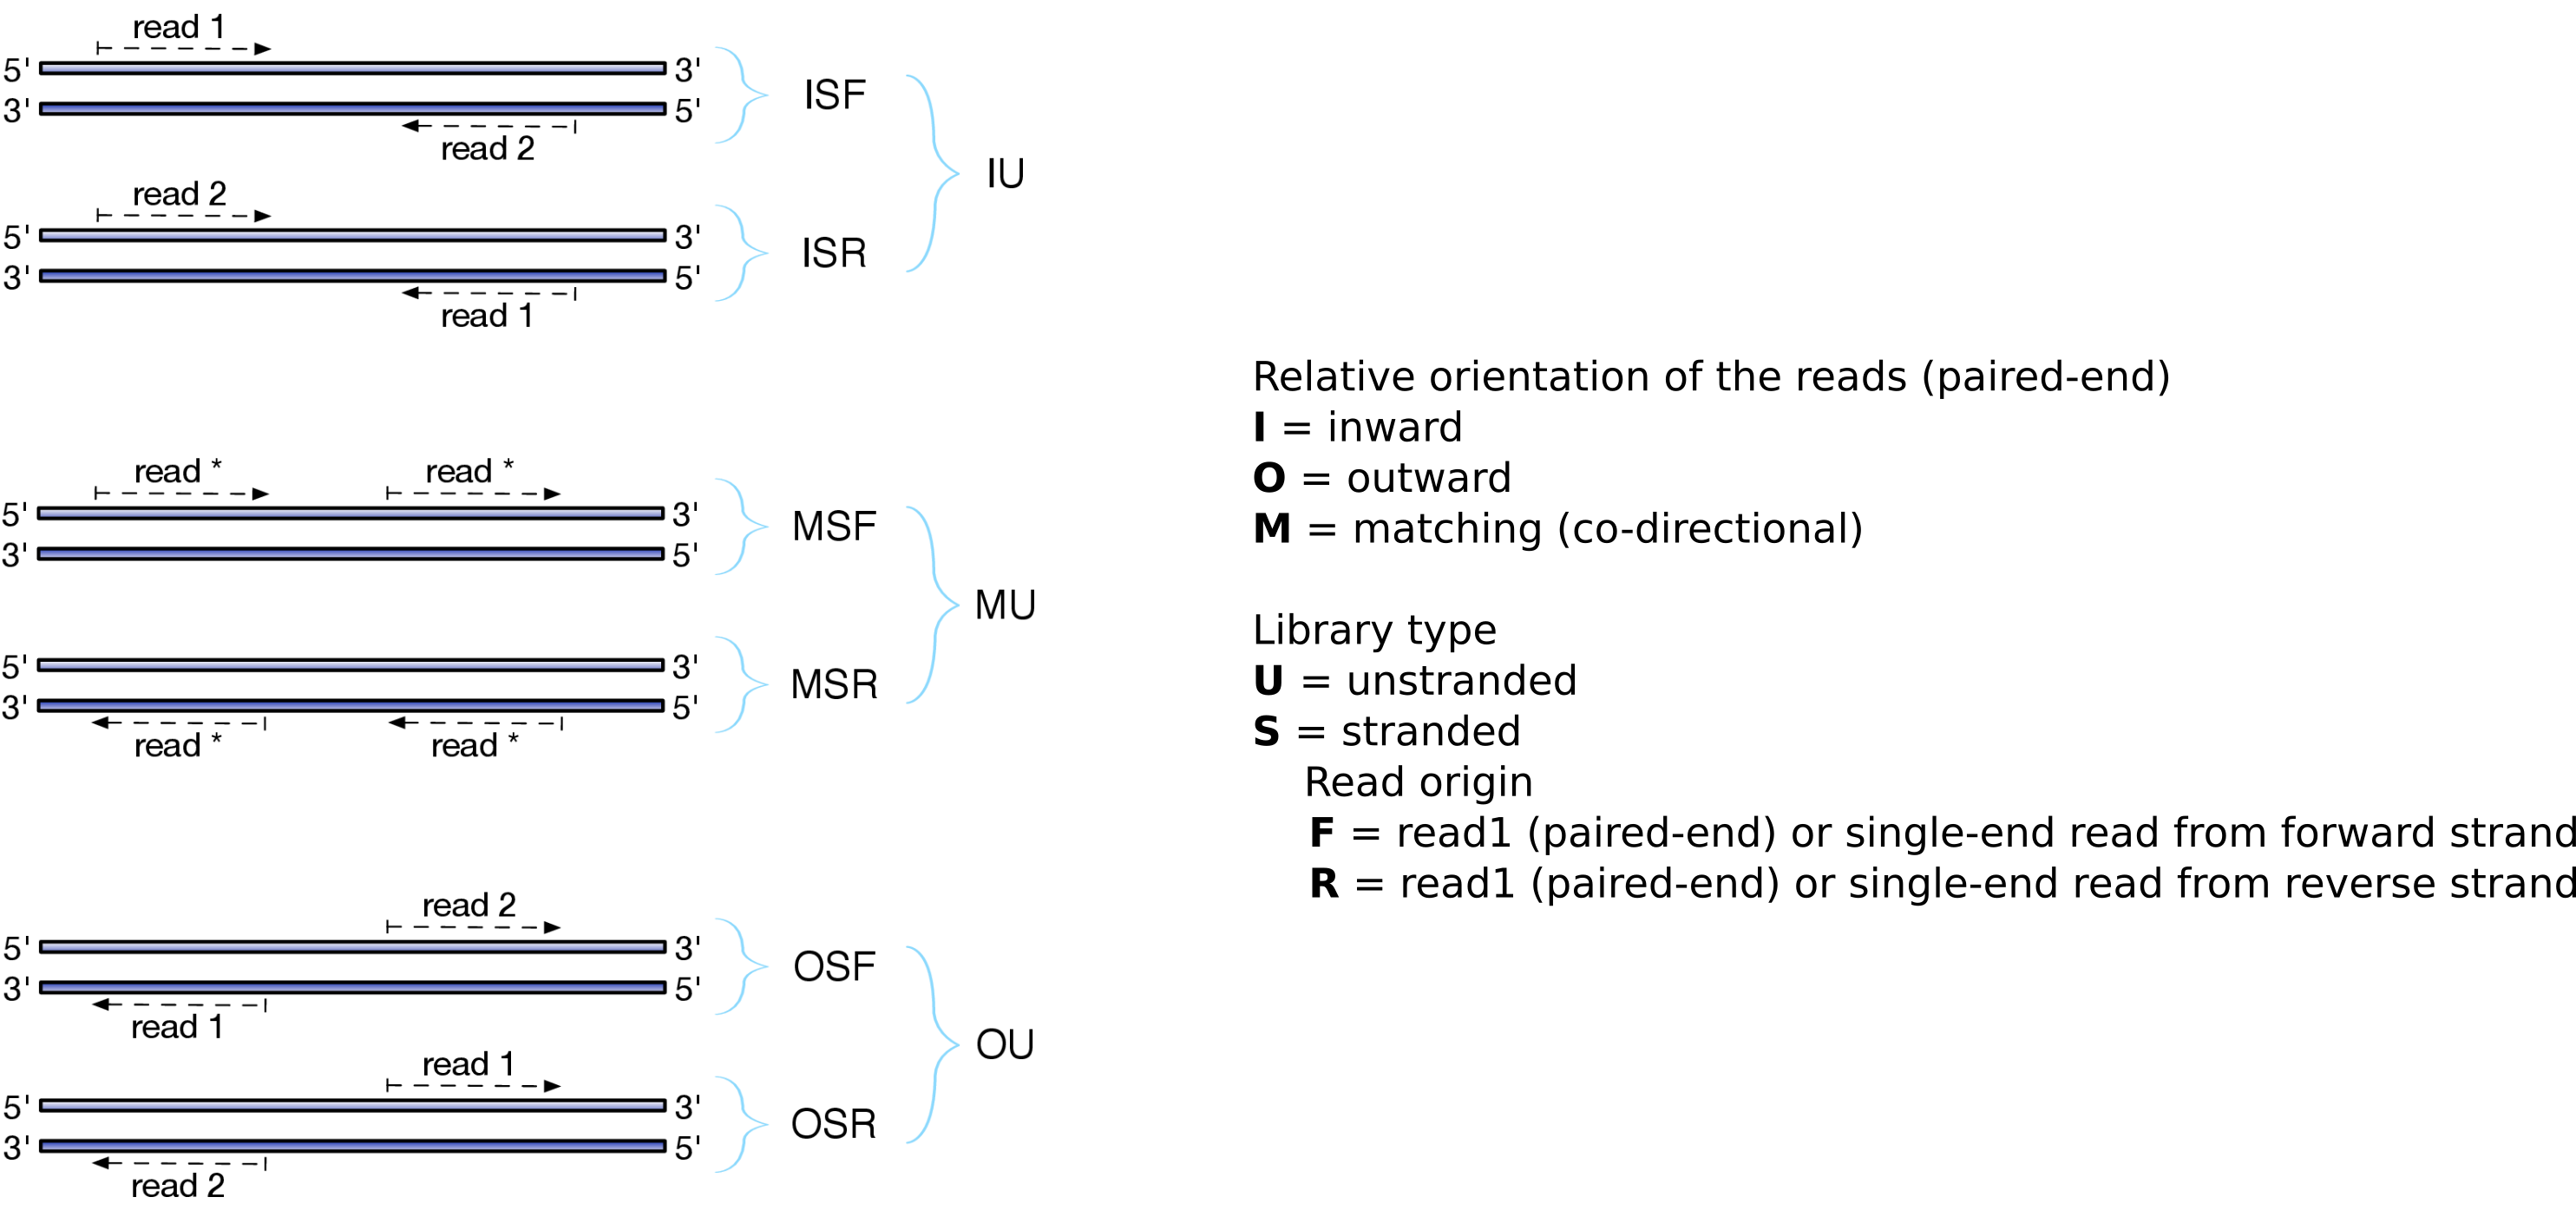 read 1
5' 3'
3' 5'
read 2
ISF
read 2
5' 3'
3' 5'
read 1
ISR
IU
read * read *
5' 3'
3' 5'
MSF
5' 3'
3' 5'
read * read *
MSR
MU
read 2
5' 3'
3' 5'
read 1
OSF
read 1
5' 3'
3' 5'
read 2
OSR
OU
Relative orientation of the reads (paired-end)
I = inward
O = outward
M = matching (co-directional)
Library type
U = unstranded
S = stranded
Read origin
F = read1 (paired-end) or single-end read from forward strand
R = read1 (paired-end) or single-end read from reverse strand